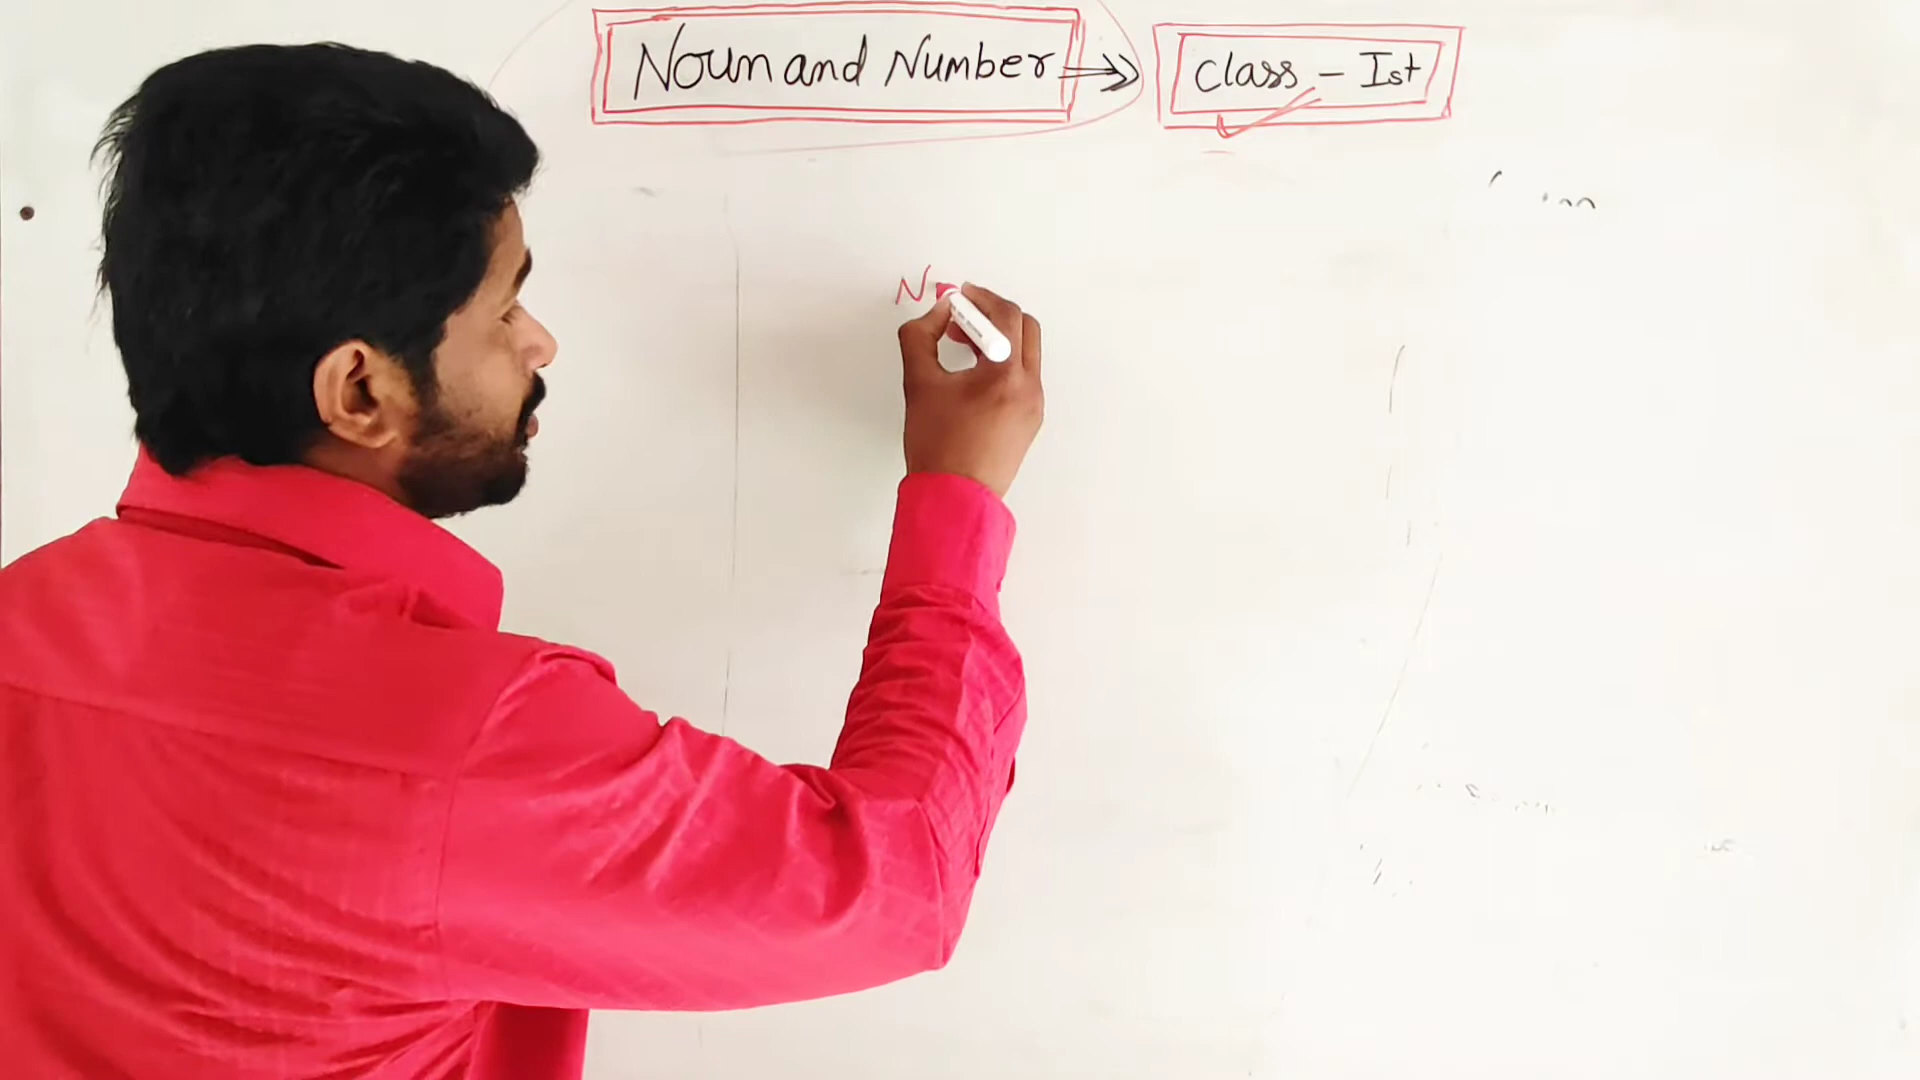 Noun and Number →
Class - Ist
N